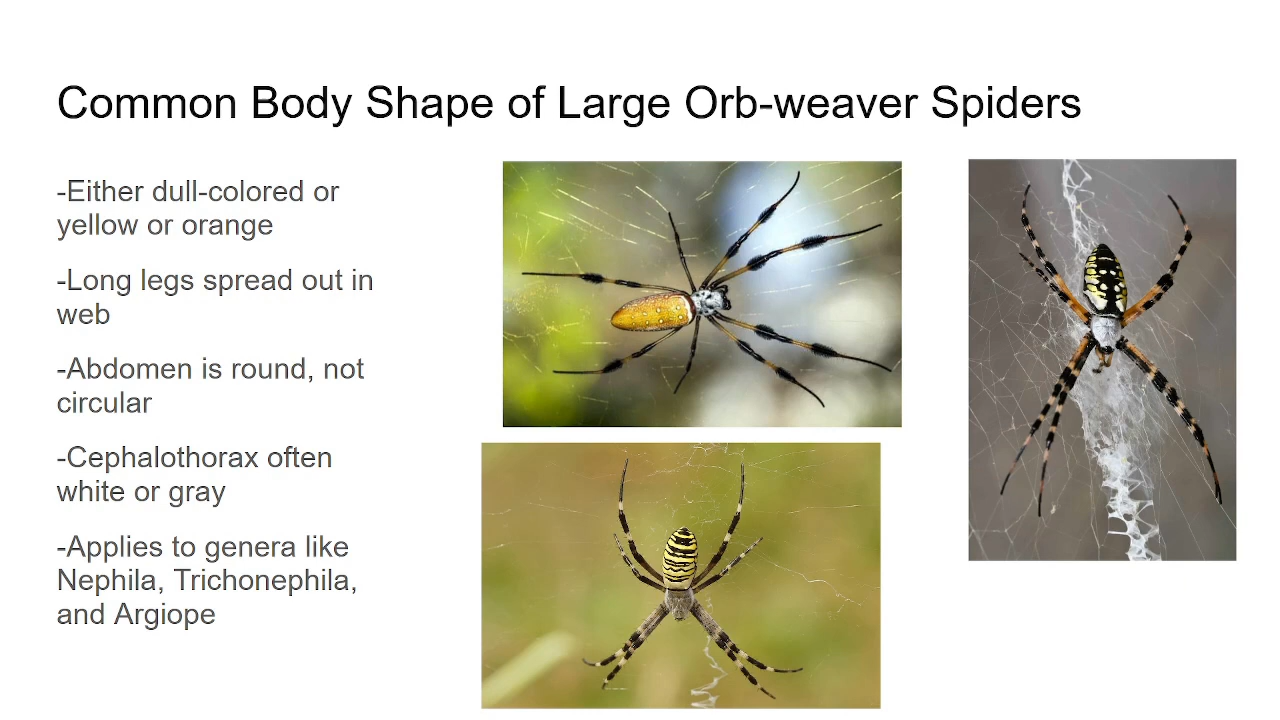 Common Body Shape of Large Orb-weaver Spiders
-Either dull-colored or
yellow or orange
-Long legs spread out in
web
-Abdomen is round, not
circular
-Cephalothorax often
white or gray
-Applies to genera like
Nephila, Trichonephila,
and Argiope